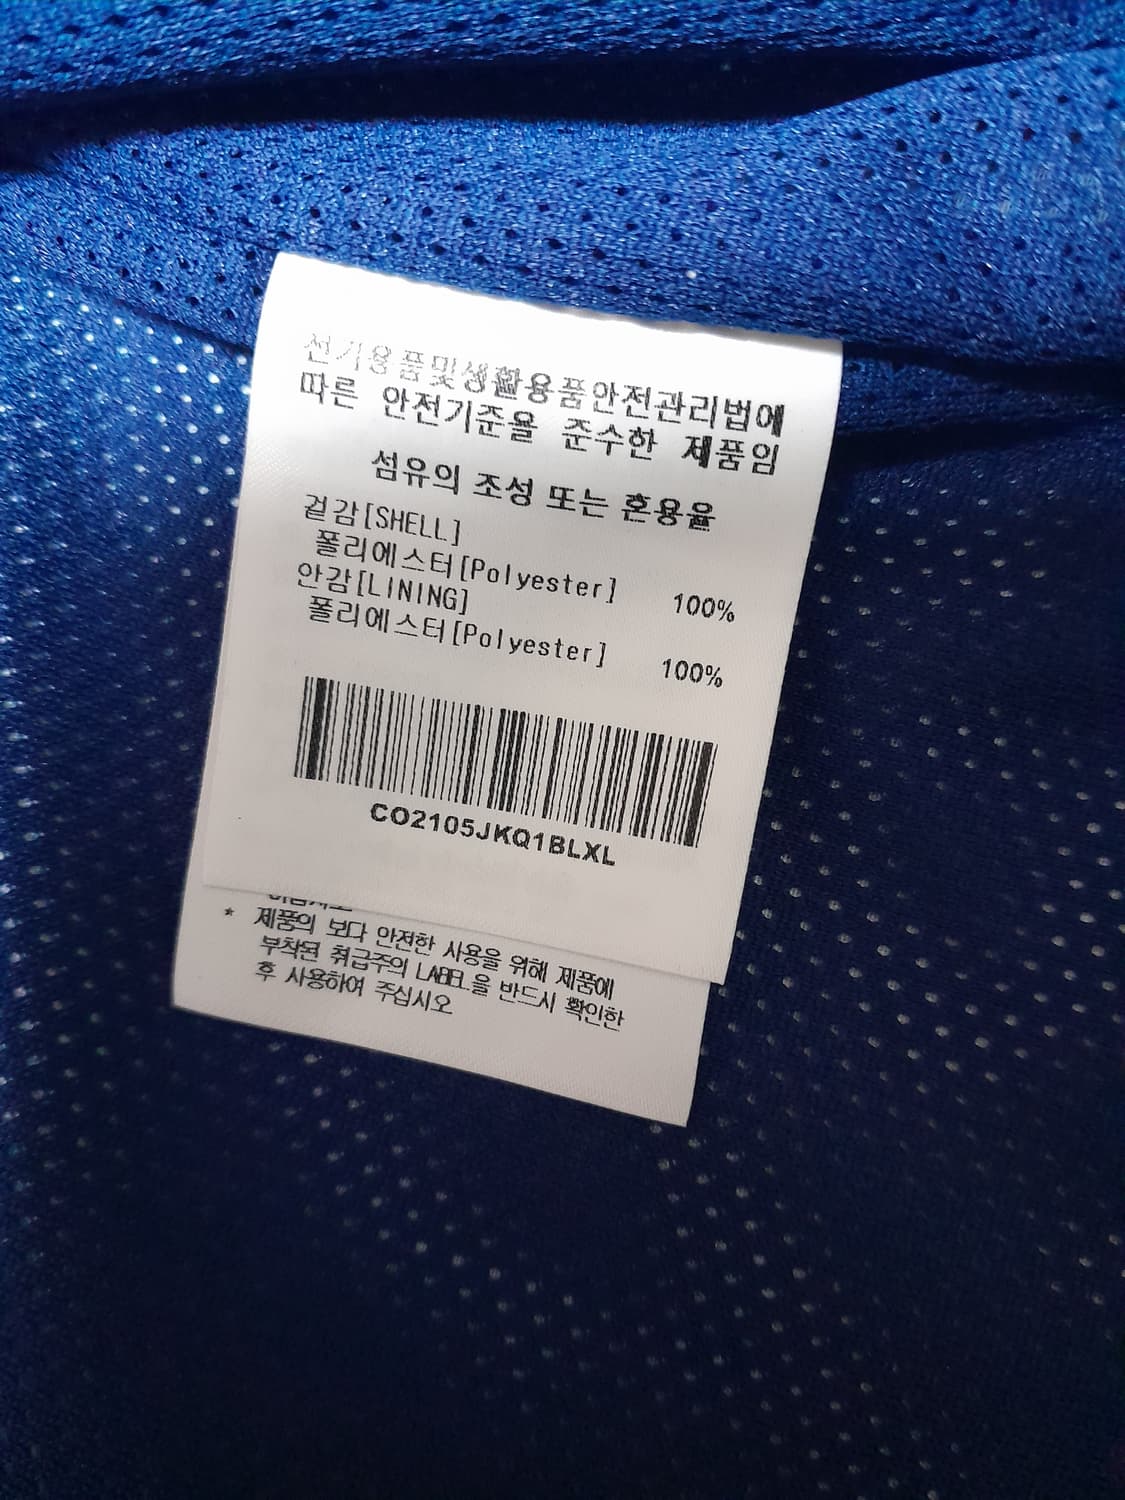 전기용품및생활용품안전관리법에
따른 안전기준을 준수한 제품임
섬유의 조성 또는 혼용율
겉감[SHELL]
폴리에스터[Polyester] 100%
안감[LINING]
폴리에스터[Polyester] 100%
CO2105JKQ1BLXL
* 제품의 보다 안전한 사용을 위해 제품에
부착된 취급주의 LABEL을 반드시 확인한
후 사용하여 주십시오